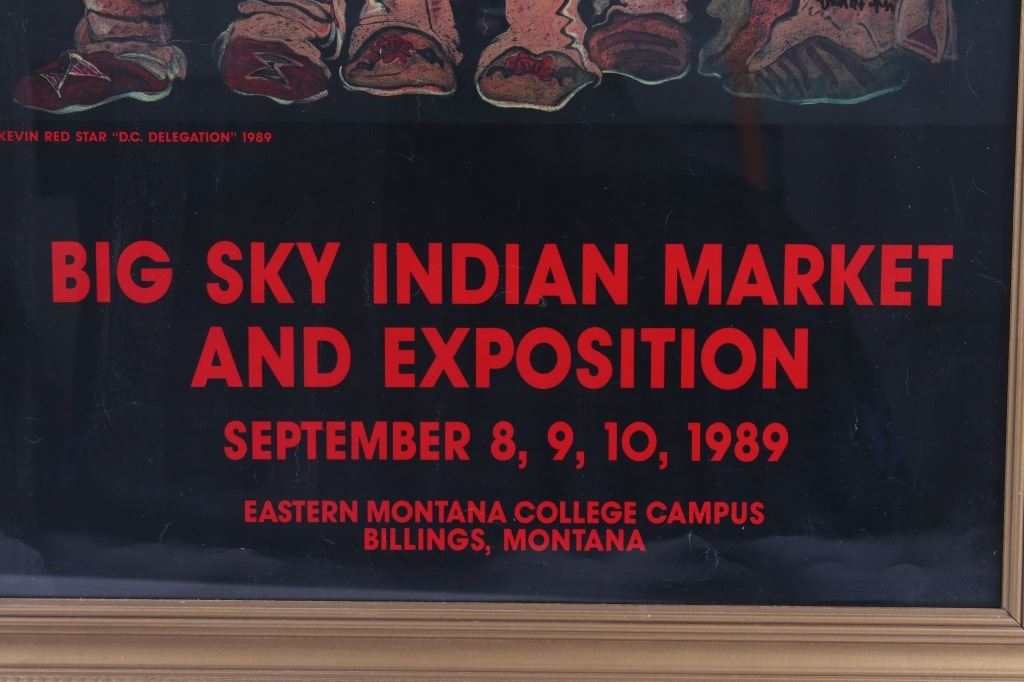 KEVIN RED STAR "D.C. DELEGATION" 1989
BIG SKY INDIAN MARKET
AND EXPOSITION
SEPTEMBER 8, 9, 10, 1989
EASTERN MONTANA COLLEGE CAMPUS
BILLINGS, MONTANA